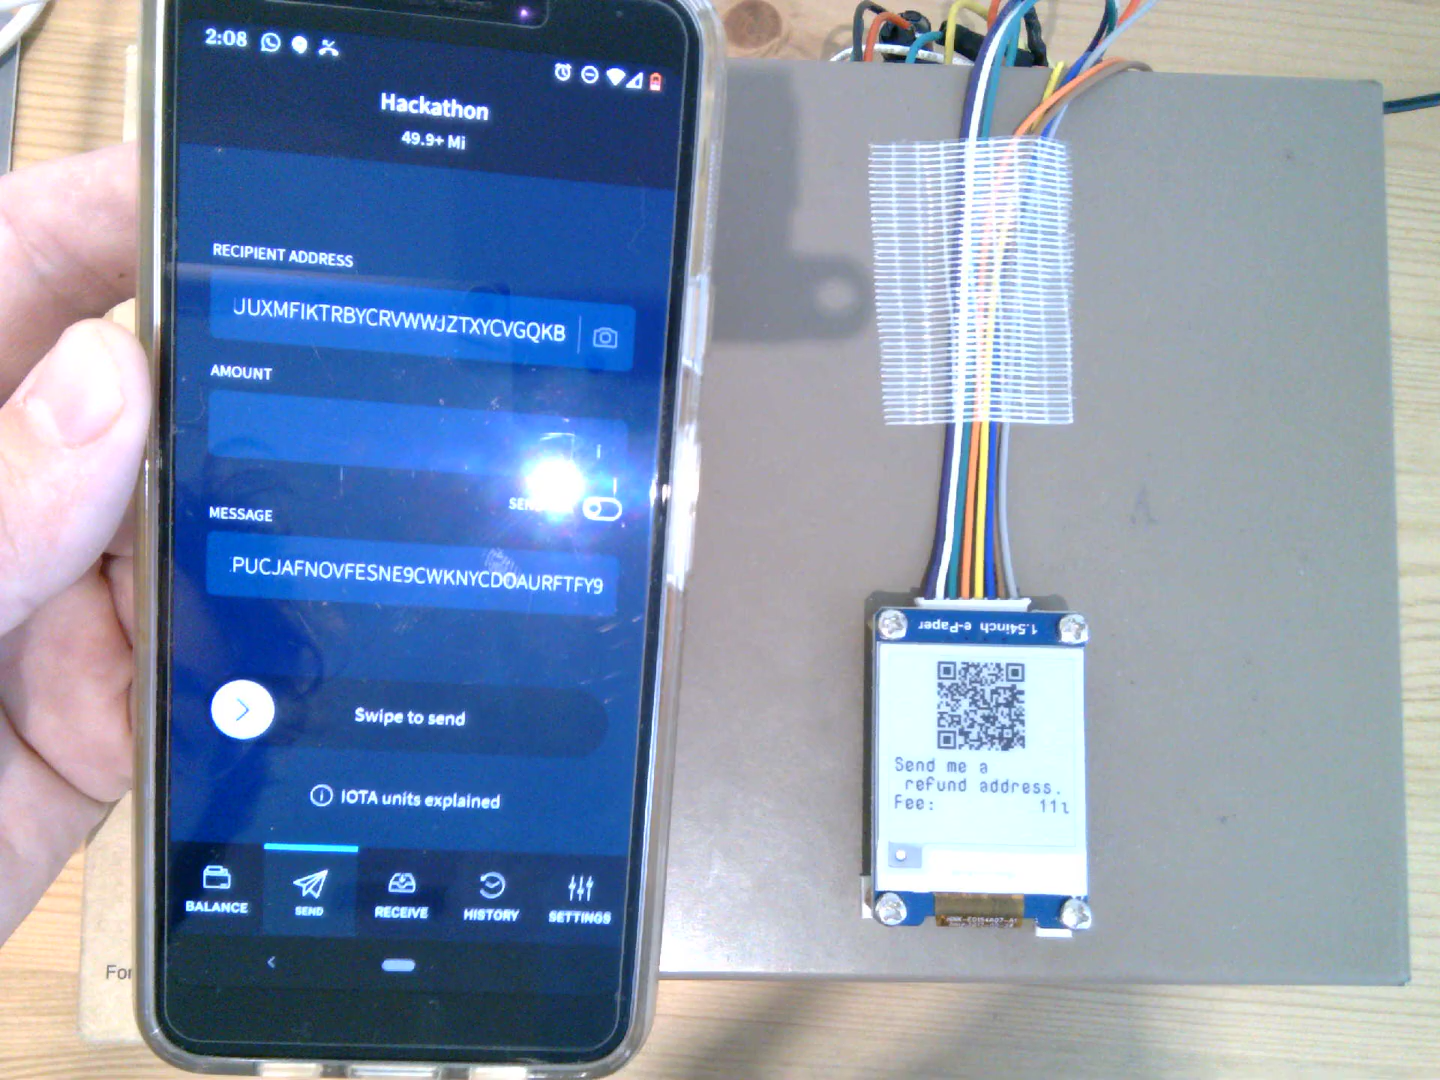 2:08
Hackathon
49.9+ Mi
RECIPIENT ADDRESS
JUXMFIKTRBYCRVWWJZTXYCVGQKB
AMOUNT
MESSAGE
PUCJAFNOVFESNE9CWKNYCDOAURFTFY9
Swipe to send
IOTA units explained
BALANCE
SEND
RECEIVE
HISTORY
SETTINGS
1.54inch e-Paper
Send me a
refund address.
Fee: 11i
For